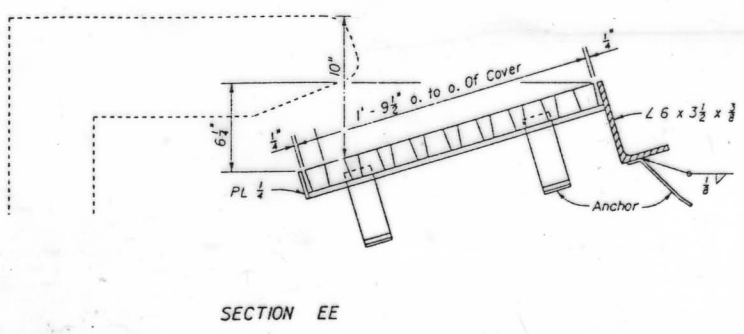 10"
1/4"
1' - 9 1/2" o. to o. Of Cover
6 1/4"
1/4"
∠ 6 x 3 1/2 x 3/8
PL 1/4
Anchor
1/8
SECTION EE